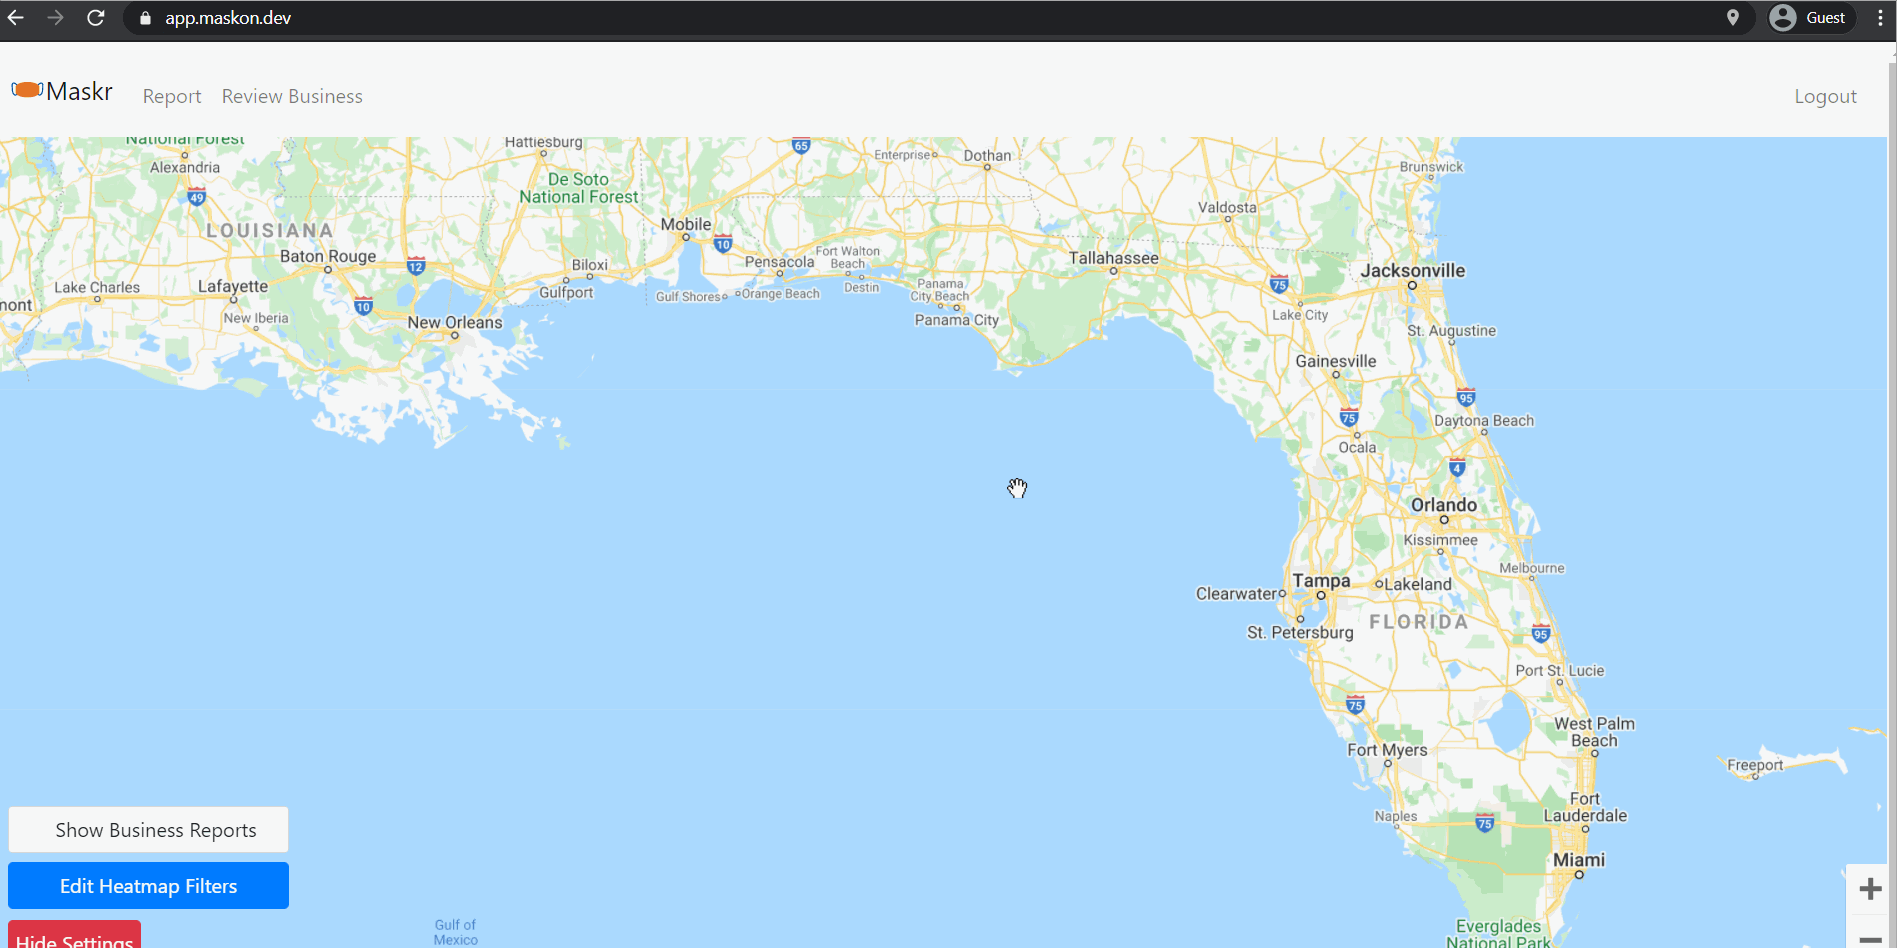 app.maskon.dev
Guest
Maskr
Report
Review Business
Logout
National Forest
Hattiesburg
65
Enterprise
Dothan
Alexandria
Brunswick
De Soto
National Forest
49
Valdosta
LOUISIANA
Mobile
10
Baton Rouge
12
Biloxi
Pensacola
Fort Walton
Beach
Destin
Tallahassee
Jacksonville
75
Lake Charles
Lafayette
Gulfport
Gulf Shores
Orange Beach
Panama
City Beach
Panama City
mont
10
New Iberia
New Orleans
Lake City
St. Augustine
Gainesville
95
75
Daytona Beach
Ocala
4
Orlando
Kissimmee
Melbourne
Tampa
Lakeland
Clearwater
FLORIDA
St. Petersburg
95
Port St. Lucie
75
West Palm
Beach
Fort Myers
Freeport
Fort
Lauderdale
Naples
75
Miami
Show Business Reports
Edit Heatmap Filters
Hide Settings
Gulf of
Mexico
Everglades
National Park